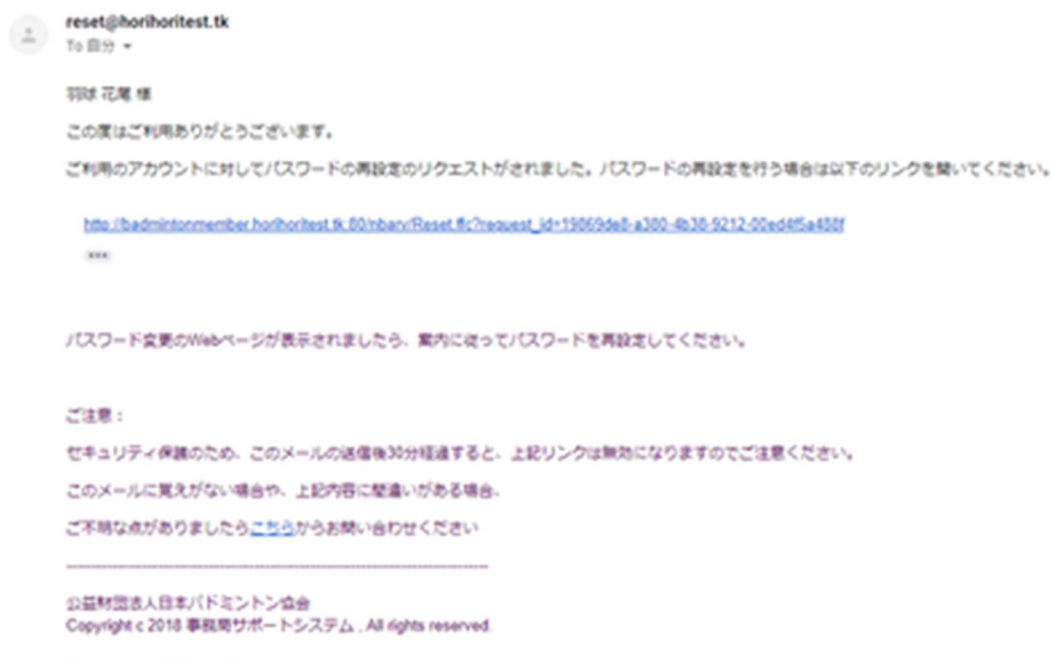 reset@horihoritest.tk
To 自分
羽球 花尾 様
この度はご利用ありがとうございます。
ご利用のアカウントに対してパスワードの再設定のリクエストがされました。パスワードの再設定を行う場合は以下のリンクを開いてください。
http://badmintonmember.horihoritest.tk:80/nbarv/Reset.ffc?request_id=19869de8-a380-4b38-9212-00ed4f5a488f
パスワード変更のWebページが表示されましたら、案内に従ってパスワードを再設定してください。
ご注意：
セキュリティ保護のため、このメールの送信後30分経過すると、上記リンクは無効になりますのでご注意ください。
このメールに覚えがない場合や、上記内容に間違いがある場合、
ご不明な点がありましたらこちらからお問い合わせください
公益財団法人日本バドミントン協会
Copyright c 2018 事務局サポートシステム , All rights reserved.